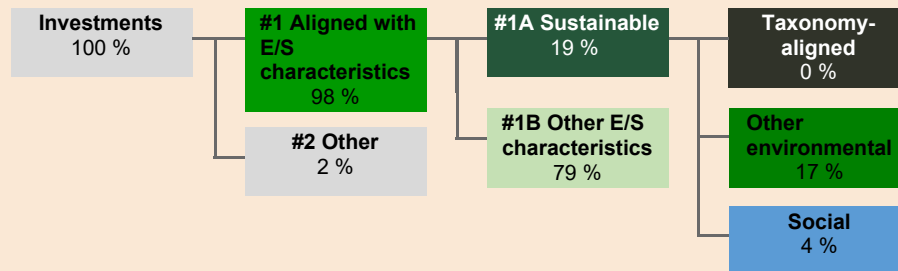 Investments
100 %
#1 Aligned with
E/S
characteristics
98 %
#2 Other
2 %
#1A Sustainable
19 %
#1B Other E/S
characteristics
79 %
Taxonomy-
aligned
0 %
Other
environmental
17 %
Social
4 %